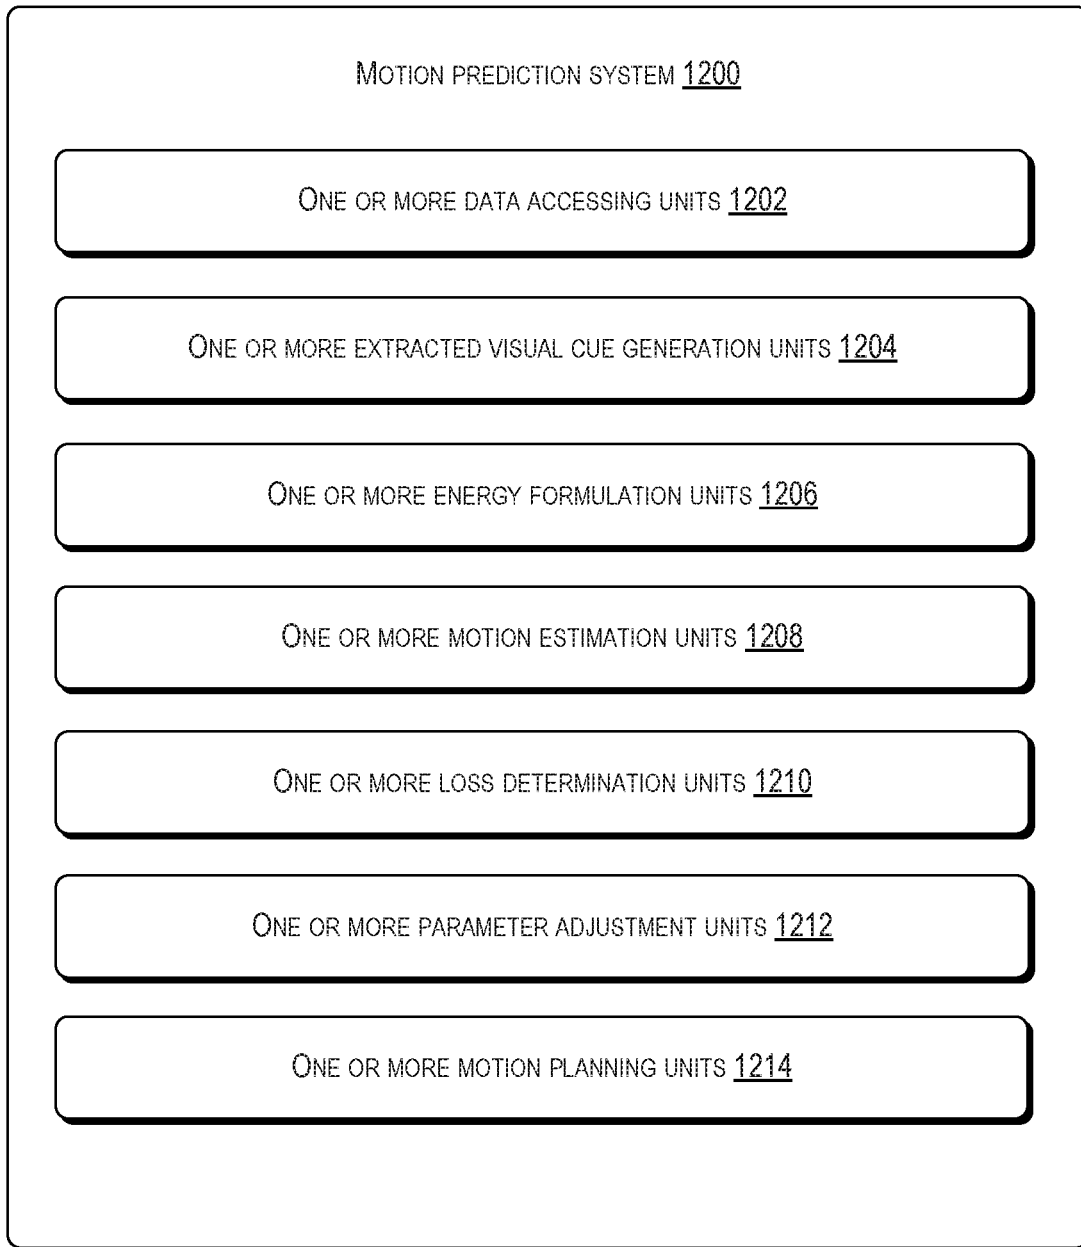 Motion prediction system 1200
One or more data accessing units 1202
One or more extracted visual cue generation units 1204
One or more energy formulation units 1206
One or more motion estimation units 1208
One or more loss determination units 1210
One or more parameter adjustment units 1212
One or more motion planning units 1214